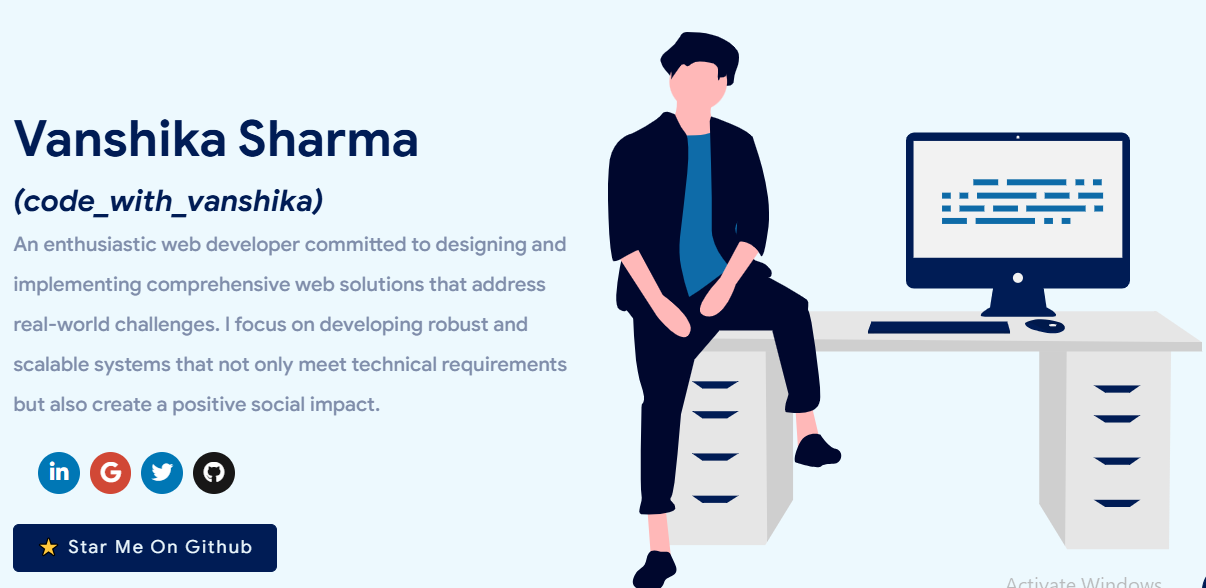 Vanshika Sharma
(code_with_vanshika)
An enthusiastic web developer committed to designing and
implementing comprehensive web solutions that address
real-world challenges. I focus on developing robust and
scalable systems that not only meet technical requirements
but also create a positive social impact.
in G
Star Me On Github
Activate Windows